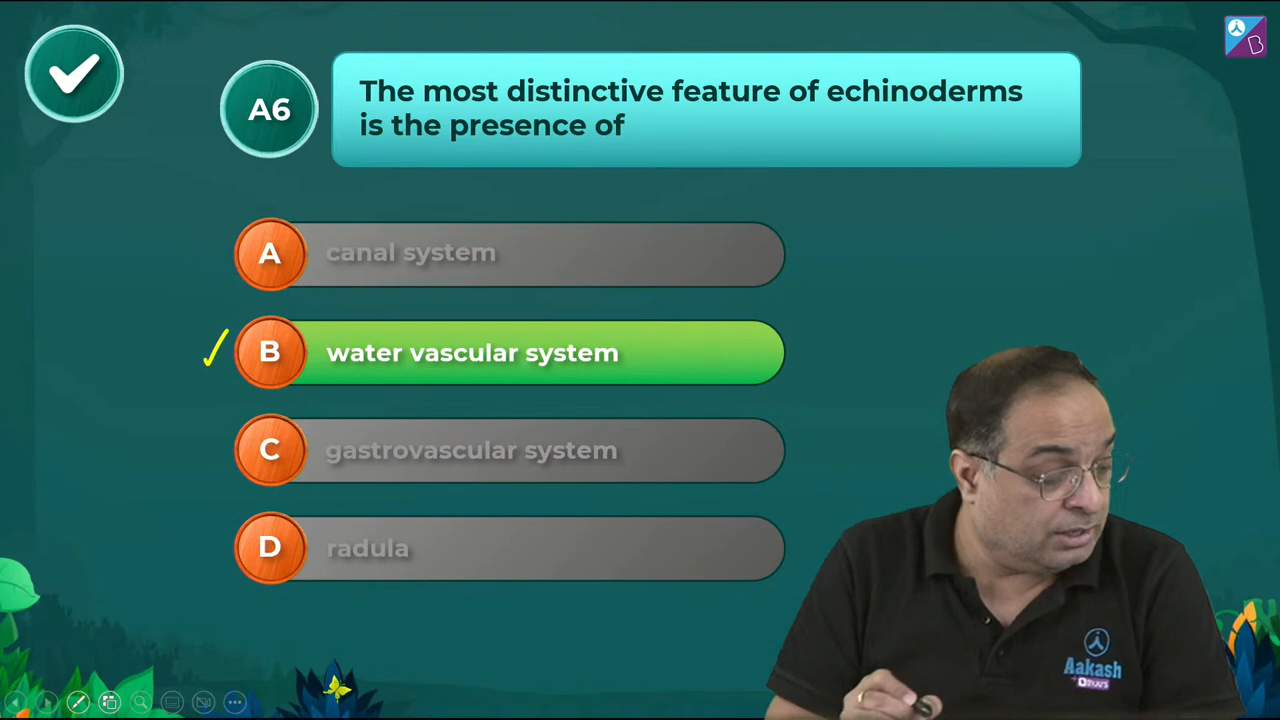 A6
The most distinctive feature of echinoderms
is the presence of
A
canal system
B
water vascular system
C
gastrovascular system
D
radula
B
Aakash
BYJU'S